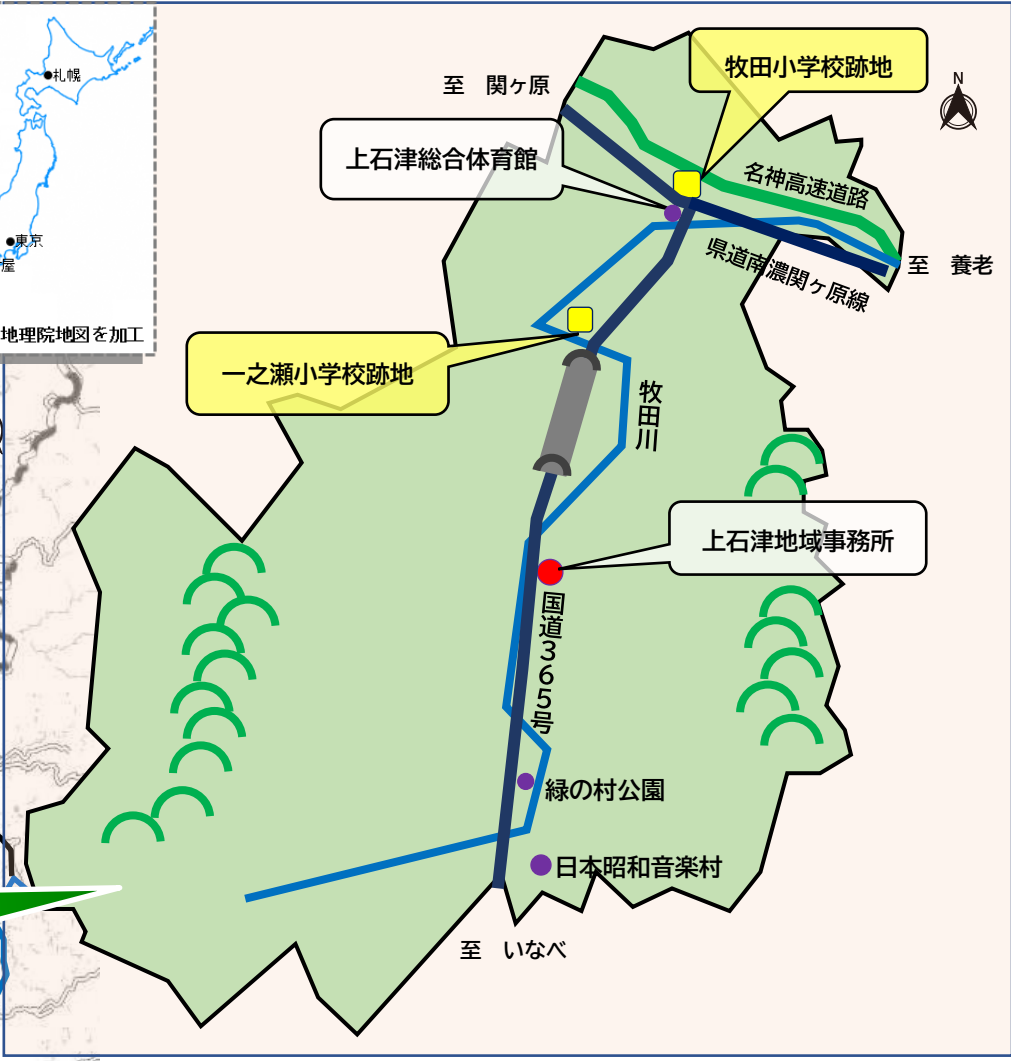 札幌
東京
屋
地理院地図を加工
N
至　関ヶ原
牧田小学校跡地
上石津総合体育館
名神高速道路
県道南濃関ヶ原線
至　養老
一之瀬小学校跡地
牧田川
上石津地域事務所
国道３６５号
緑の村公園
日本昭和音楽村
至　いなべ